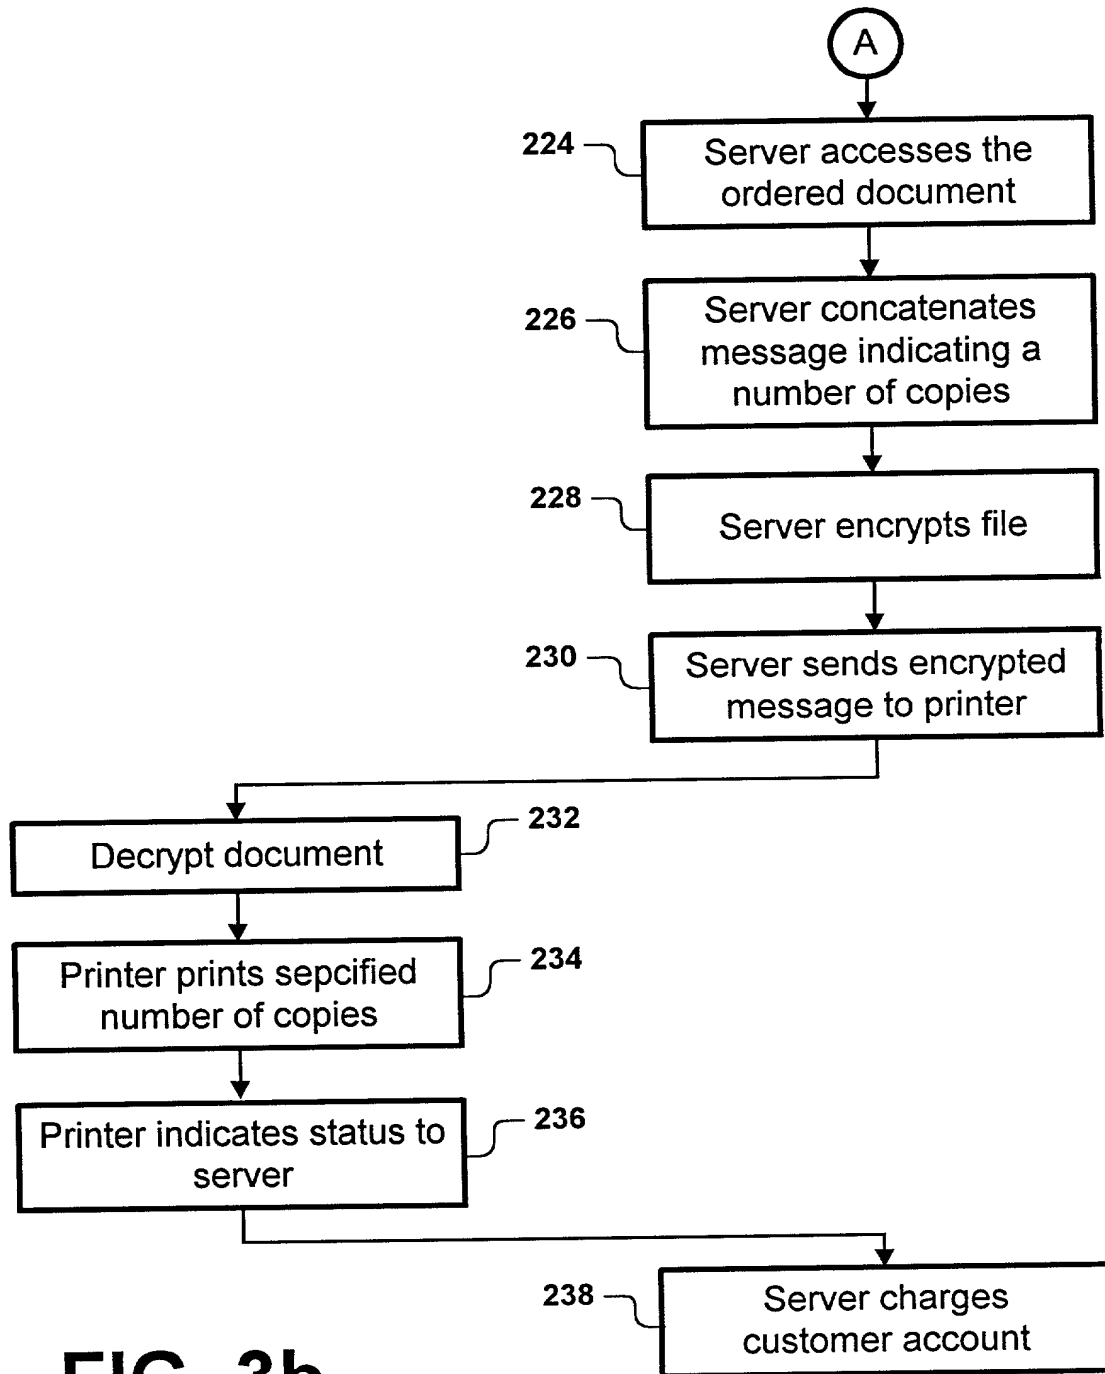 A
224
Server accesses the
ordered document
226
Server concatenates
message indicating a
number of copies
228
Server encrypts file
230
Server sends encrypted
message to printer
232
Decrypt document
234
Printer prints sepcified
number of copies
236
Printer indicates status to
server
238
Server charges
customer account
FIG. 3b